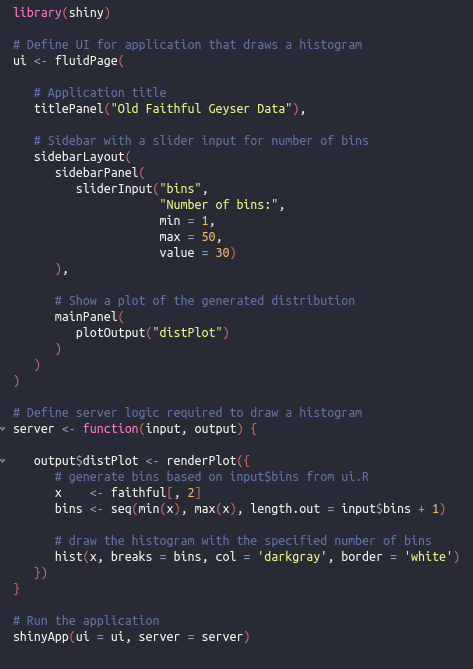 library(shiny)

# Define UI for application that draws a histogram
ui <- fluidPage(

   # Application title
   titlePanel("Old Faithful Geyser Data"),

   # Sidebar with a slider input for number of bins
   sidebarLayout(
      sidebarPanel(
         sliderInput("bins",
                     "Number of bins:",
                     min = 1,
                     max = 50,
                     value = 30)
      ),

      # Show a plot of the generated distribution
      mainPanel(
         plotOutput("distPlot")
      )
   )
)

# Define server logic required to draw a histogram
server <- function(input, output) {

   output$distPlot <- renderPlot({
      # generate bins based on input$bins from ui.R
      x    <- faithful[, 2]
      bins <- seq(min(x), max(x), length.out = input$bins + 1)

      # draw the histogram with the specified number of bins
      hist(x, breaks = bins, col = 'darkgray', border = 'white')
   })
}

# Run the application
shinyApp(ui = ui, server = server)